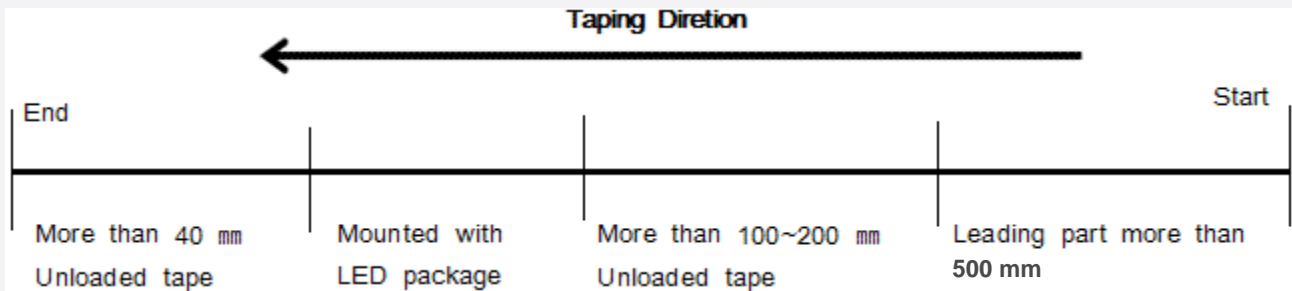 Taping Diretion
End
Start
More than 40 ㎜
Unloaded tape
Mounted with
LED package
More than 100~200 ㎜
Unloaded tape
Leading part more than
500 mm